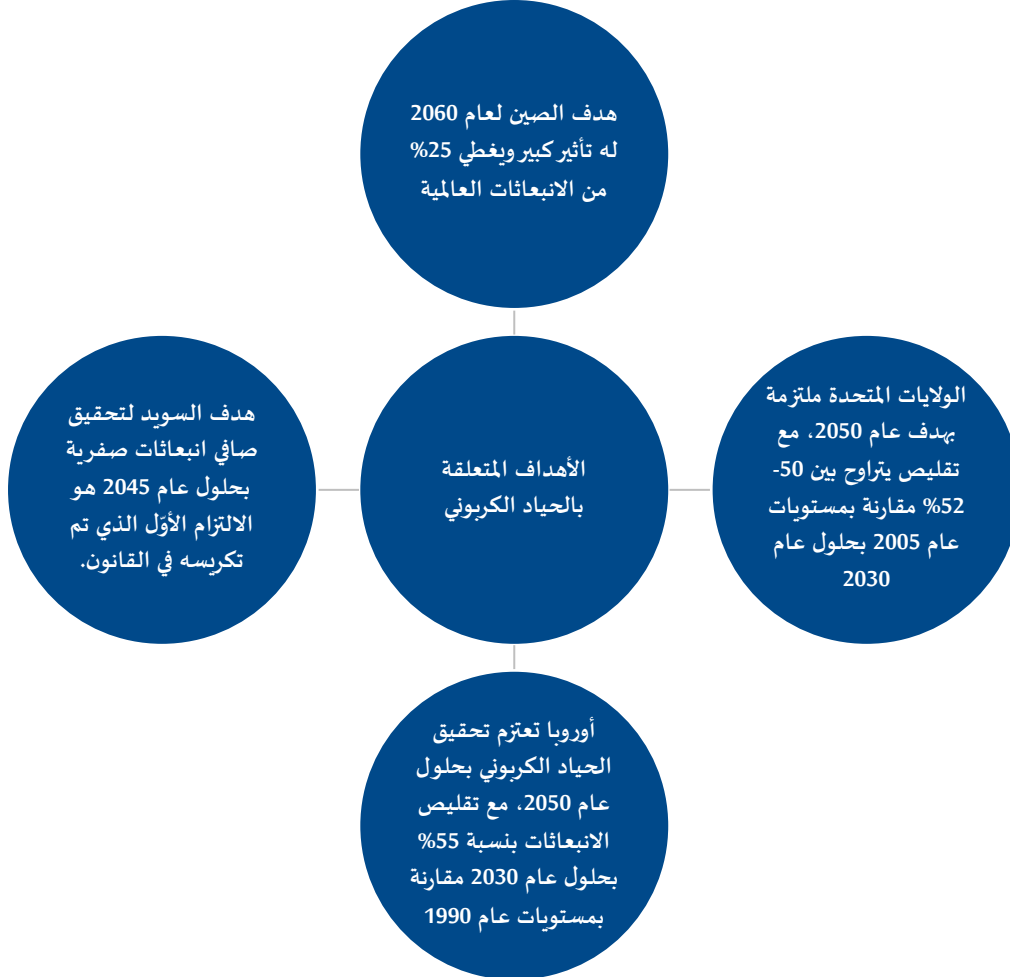 هدف الصين لعام 2060
له تأثير كبير ويغطي 25%
من الانبعاثات العالمية
الولايات المتحدة ملتزمة
بهدف عام 2050، مع
تقليص يتراوح بين 50-
52% مقارنة بمستويات
عام 2005 بحلول عام
2030
الأهداف المتعلقة
بالحياد الكربوني
هدف السويد لتحقيق
صافي انبعاثات صفرية
بحلول عام 2045 هو
الالتزام الأوّل الذي تم
تكريسه في القانون.
أوروبا تعتزم تحقيق
الحياد الكربوني بحلول
عام 2050، مع تقليص
الانبعاثات بنسبة 55%
بحلول عام 2030 مقارنة
بمستويات عام 1990